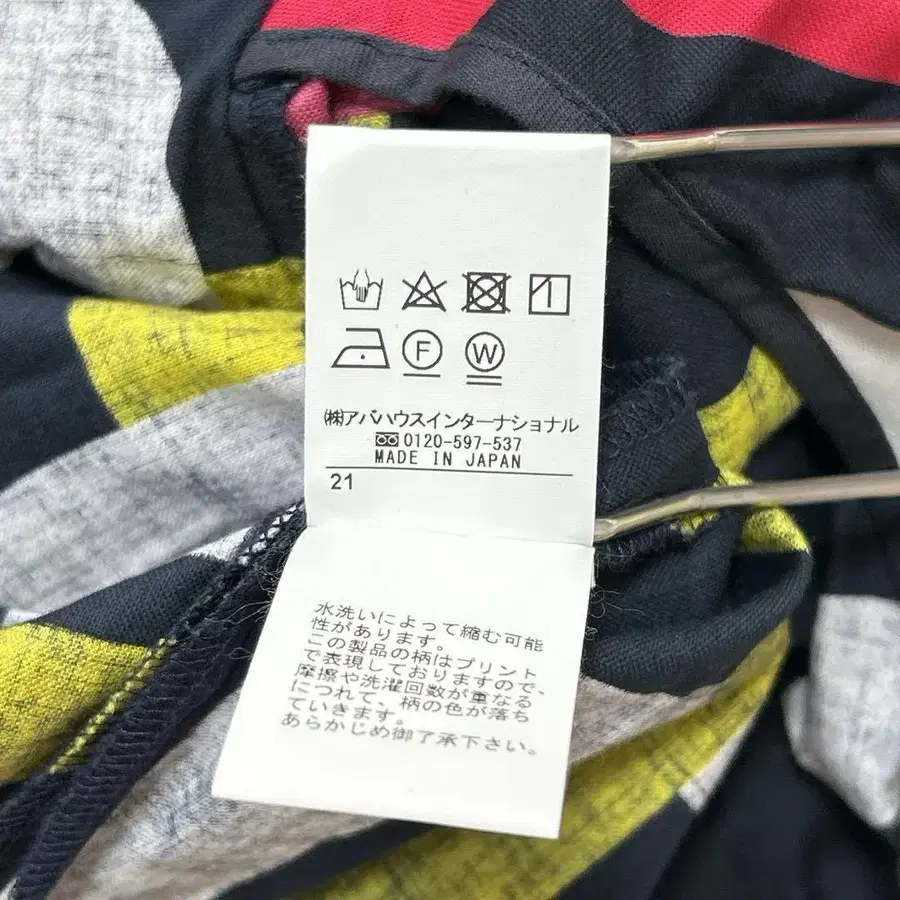 F W
㈱アバハウスインターナショナル
0120-597-537
MADE IN JAPAN
21
水洗いによって縮む可能
性があります。
この製品の柄はプリント
で表現しておりますので、
摩擦や洗濯回数が重なる
につれて、柄の色が落ち
ていきます。
あらかじめ御了承下さい。